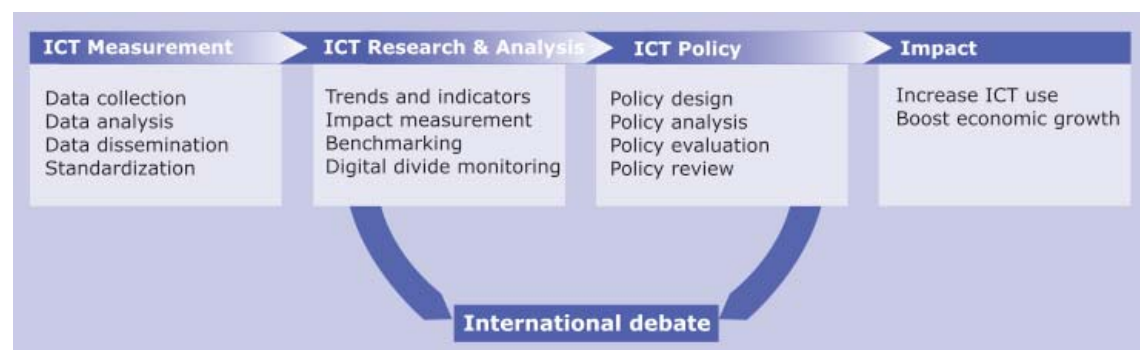 ICT Measurement
Data collection
Data analysis
Data dissemination
Standardization
ICT Research & Analysis
Trends and indicators
Impact measurement
Benchmarking
Digital divide monitoring
ICT Policy
Policy design
Policy analysis
Policy evaluation
Policy review
Impact
Increase ICT use
Boost economic growth
International debate